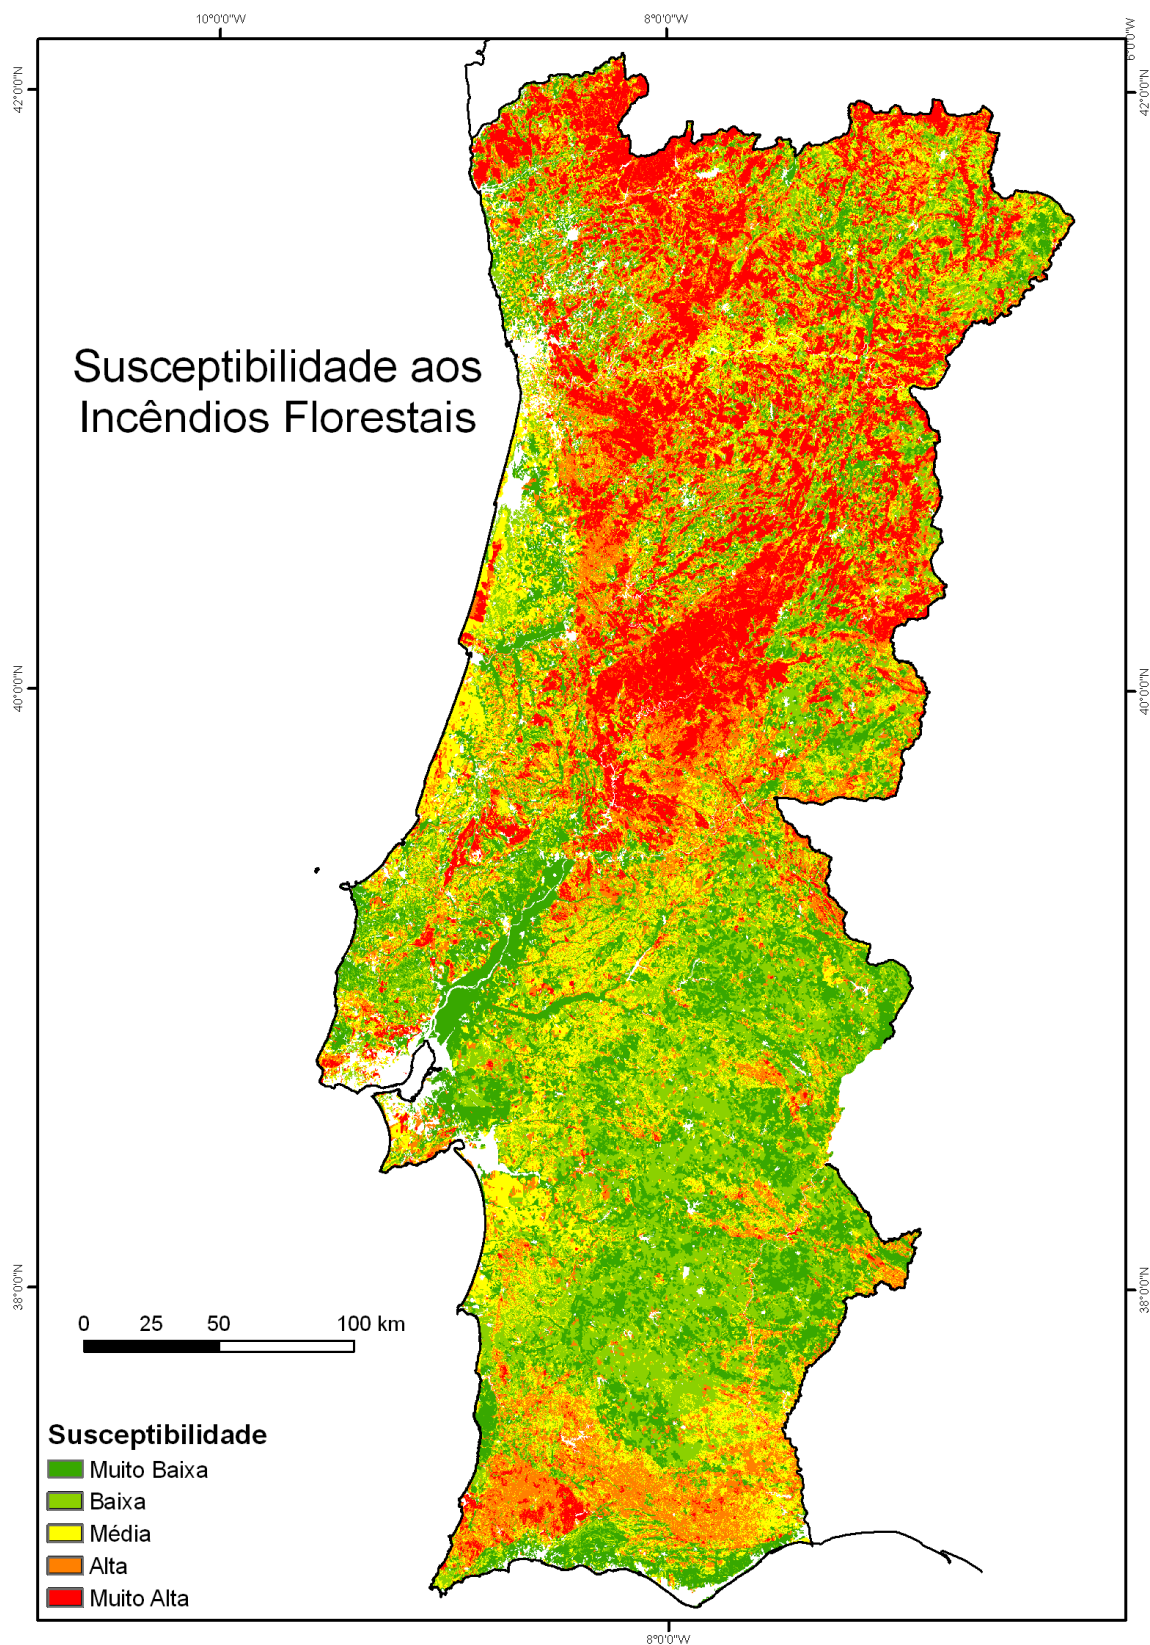 10°0'0"W
8°0'0"W
6°0'0"W
42°0'0"N
42°0'0"N
Susceptibilidade aos
Incêndios Florestais
40°0'0"N
40°0'0"N
38°0'0"N
38°0'0"N
0 25 50 100 km
Susceptibilidade
Muito Baixa
Baixa
Média
Alta
Muito Alta
8°0'0"W